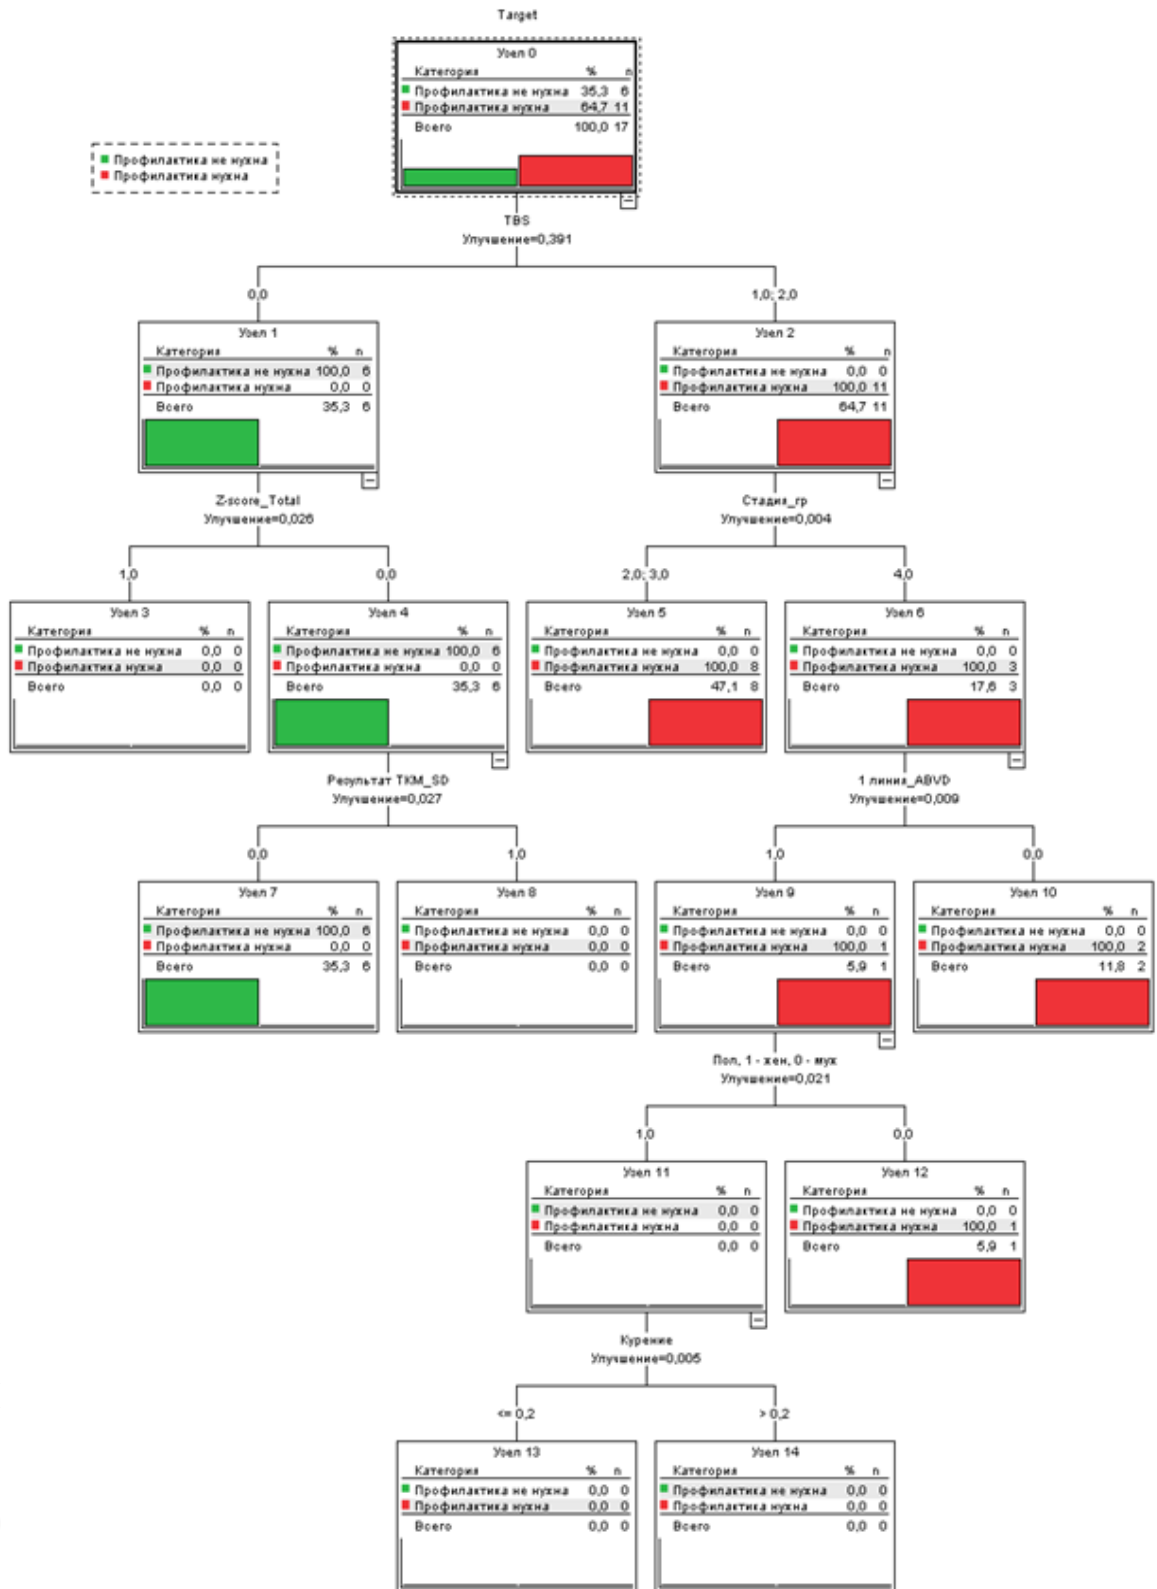 Target
Узел 0
Категория % n
Профилактика не нужна 35,3 6
Профилактика нужна 64,7 11
Всего 100,0 17
Профилактика не нужна
Профилактика нужна
TBS
Улучшение=0,391
0,0 1,0; 2,0
Узел 1 Узел 2
Категория % n Категория % n
Профилактика не нужна 100,0 6 Профилактика не нужна 0,0 0
Профилактика нужна 0,0 0 Профилактика нужна 100,0 11
Всего 35,3 6 Всего 64,7 11
Z-score_Total Стадия_гр
Улучшение=0,026 Улучшение=0,004
1,0 0,0 2,0; 3,0 4,0
Узел 3 Узел 4 Узел 5 Узел 6
Категория % n Категория % n Категория % n Категория % n
Профилактика не нужна 0,0 0 Профилактика не нужна 100,0 6 Профилактика не нужна 0,0 0 Профилактика не нужна 0,0 0
Профилактика нужна 0,0 0 Профилактика нужна 0,0 0 Профилактика нужна 100,0 8 Профилактика нужна 100,0 3
Всего 0,0 0 Всего 35,3 6 Всего 47,1 8 Всего 17,6 3
Результат ТКМ_SD 1 линия_ABVD
Улучшение=0,027 Улучшение=0,009
0,0 1,0 1,0 0,0
Узел 7 Узел 8 Узел 9 Узел 10
Категория % n Категория % n Категория % n Категория % n
Профилактика не нужна 100,0 6 Профилактика не нужна 0,0 0 Профилактика не нужна 0,0 0 Профилактика не нужна 0,0 0
Профилактика нужна 0,0 0 Профилактика нужна 0,0 0 Профилактика нужна 100,0 1 Профилактика нужна 100,0 2
Всего 35,3 6 Всего 0,0 0 Всего 5,9 1 Всего 11,8 2
Пол, 1 - жен, 0 - муж
Улучшение=0,021
1,0 0,0
Узел 11 Узел 12
Категория % n Категория % n
Профилактика не нужна 0,0 0 Профилактика не нужна 0,0 0
Профилактика нужна 0,0 0 Профилактика нужна 100,0 1
Всего 0,0 0 Всего 5,9 1
Курение
Улучшение=0,005
<= 0,2 > 0,2
Узел 13 Узел 14
Категория % n Категория % n
Профилактика не нужна 0,0 0 Профилактика не нужна 0,0 0
Профилактика нужна 0,0 0 Профилактика нужна 0,0 0
Всего 0,0 0 Всего 0,0 0